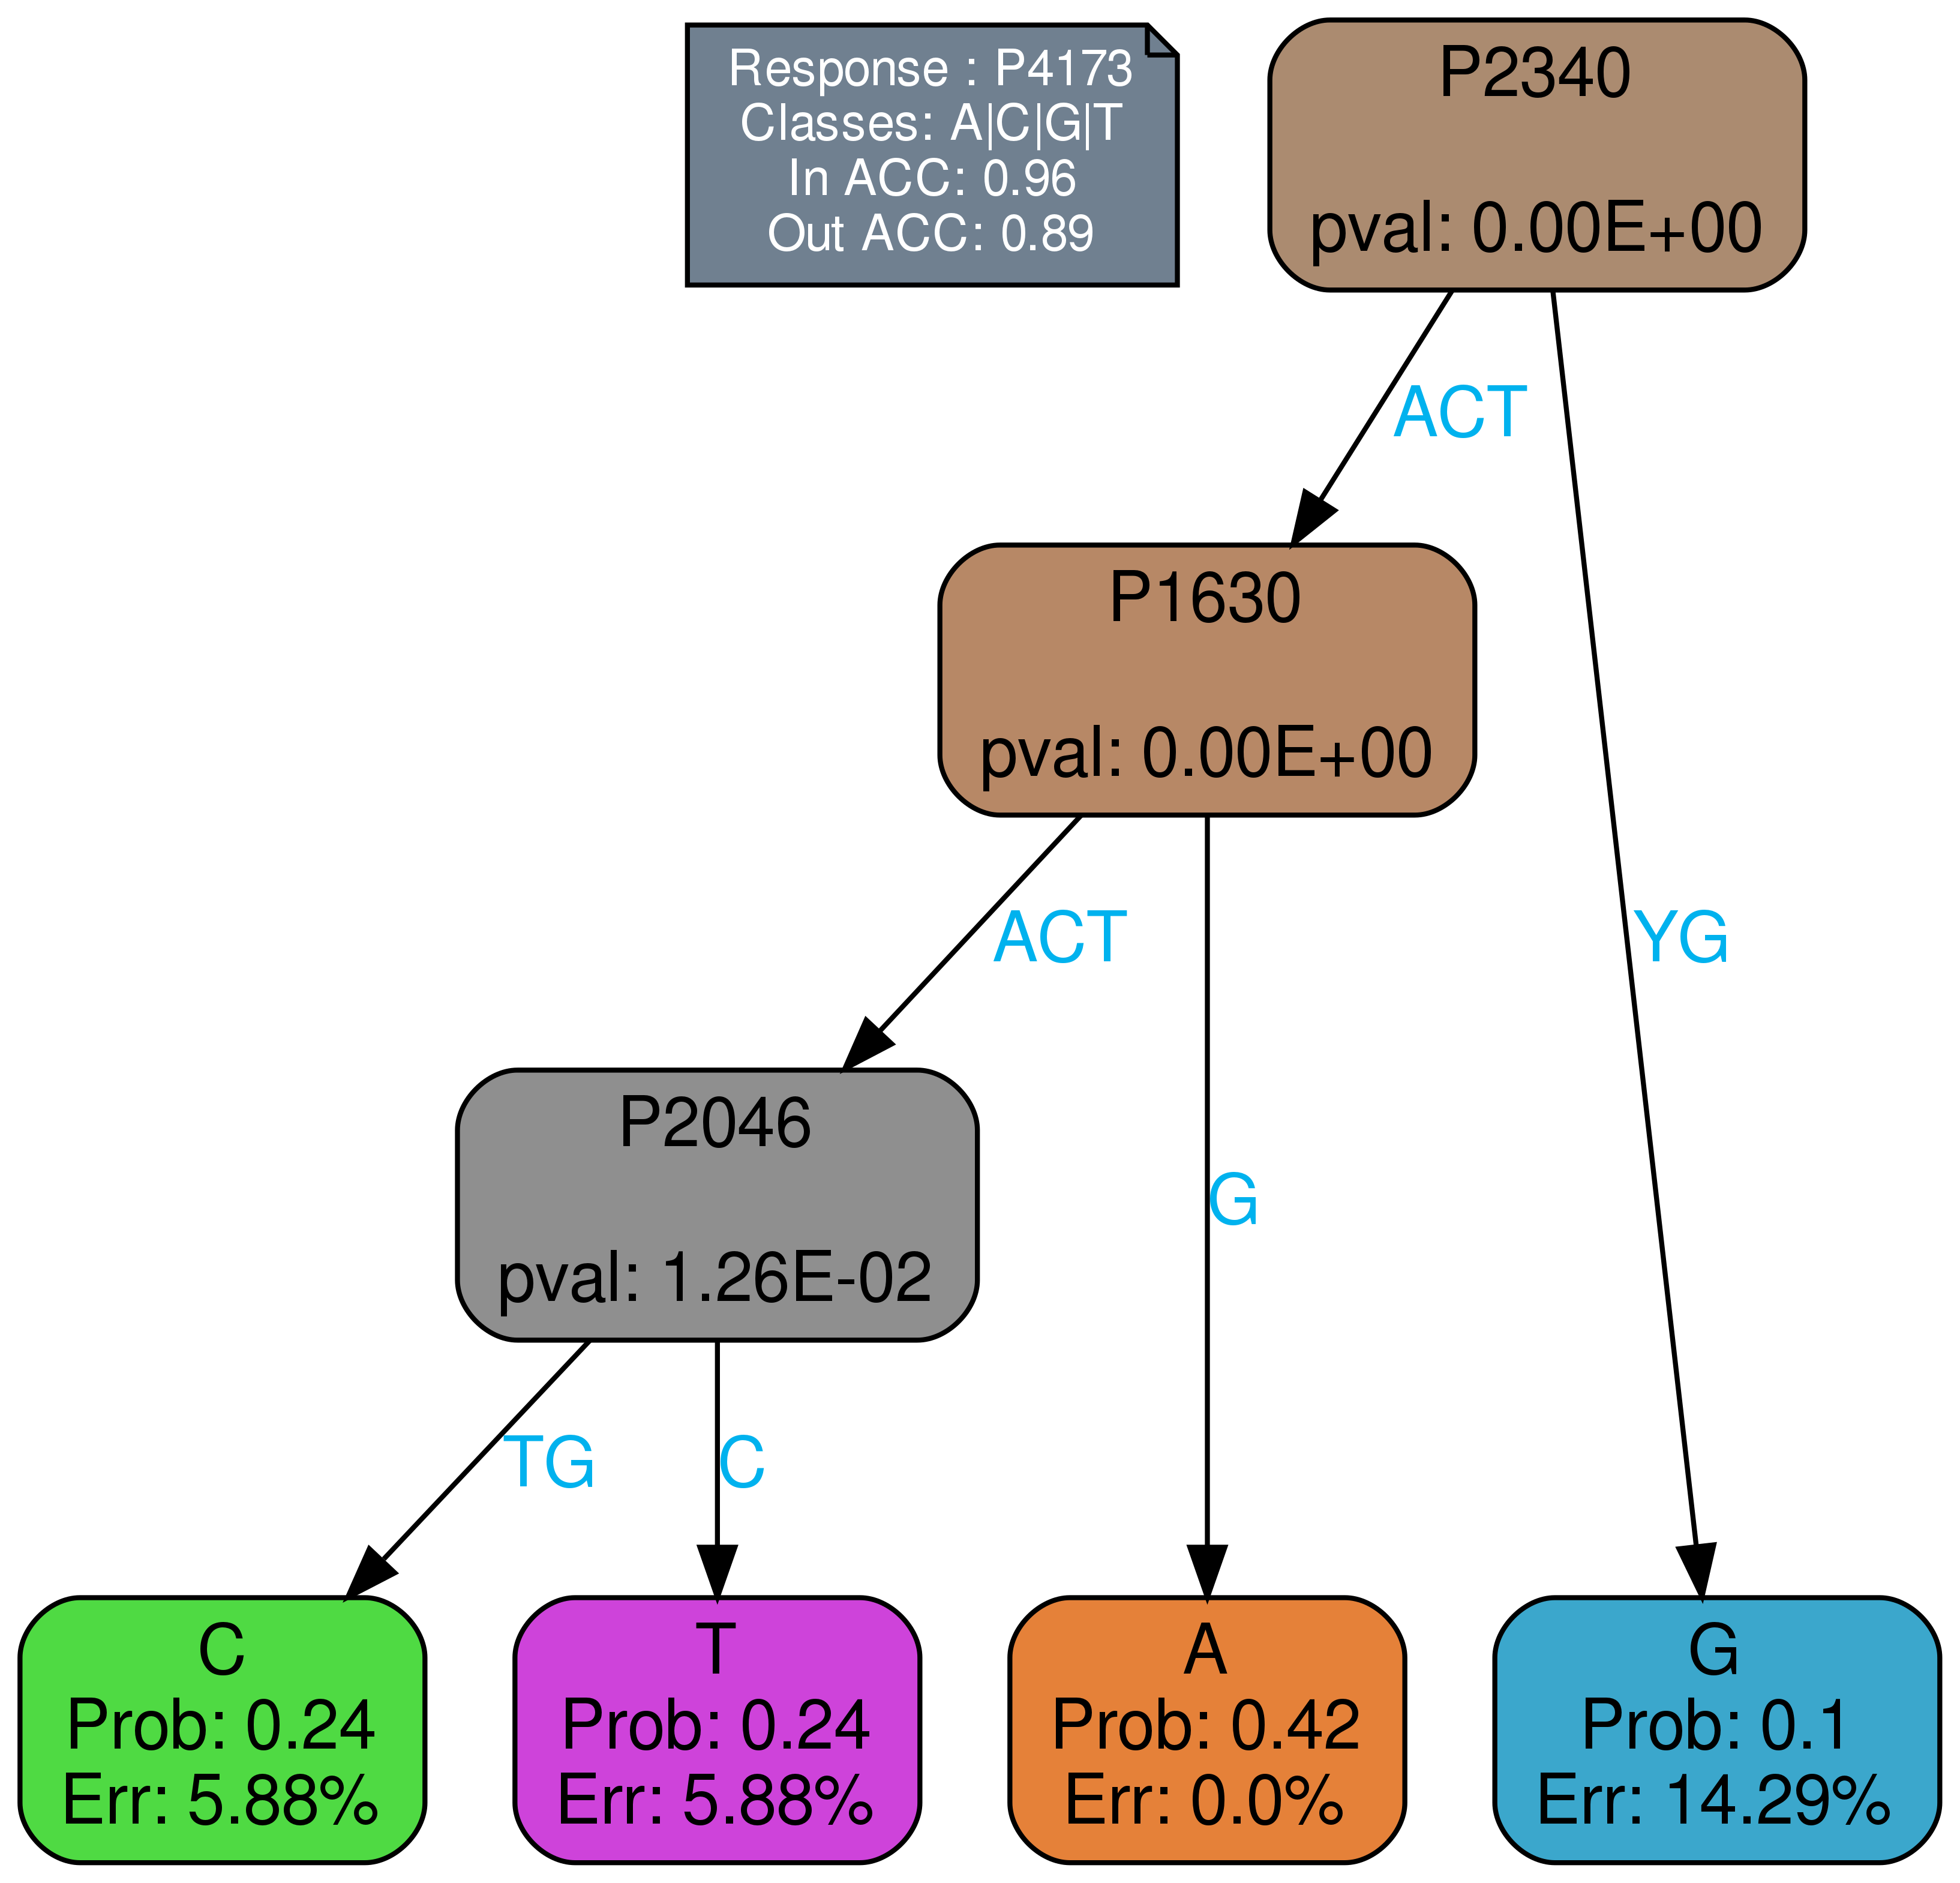 Response : P4173
Classes: A|C|G|T
In ACC: 0.96
Out ACC: 0.89
P2340
pval: 0.00E+00
ACT
P1630
pval: 0.00E+00
ACT
YG
P2046
pval: 1.26E-02
G
TG
C
C
Prob: 0.24
Err: 5.88%
T
Prob: 0.24
Err: 5.88%
A
Prob: 0.42
Err: 0.0%
G
Prob: 0.1
Err: 14.29%